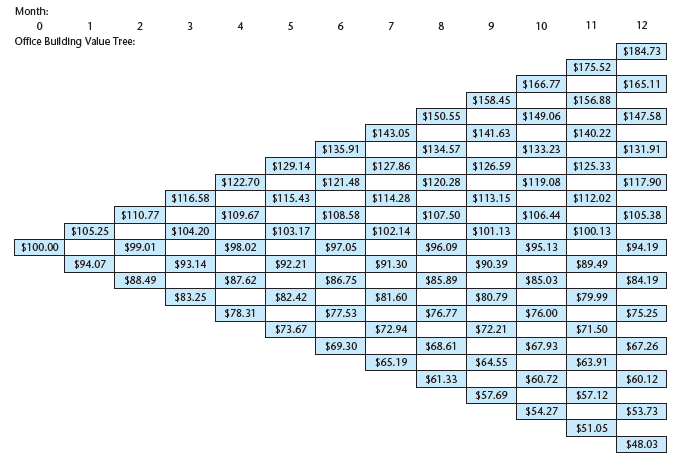 Month:
0 1 2 3 4 5 6 7 8 9 10 11 12
Office Building Value Tree:
$184.73
$175.52
$166.77 $165.11
$158.45 $156.88
$150.55 $149.06 $147.58
$143.05 $141.63 $140.22
$135.91 $134.57 $133.23 $131.91
$129.14 $127.86 $126.59 $125.33
$122.70 $121.48 $120.28 $119.08 $117.90
$116.58 $115.43 $114.28 $113.15 $112.02
$110.77 $109.67 $108.58 $107.50 $106.44 $105.38
$105.25 $104.20 $103.17 $102.14 $101.13 $100.13
$100.00 $99.01 $98.02 $97.05 $96.09 $95.13 $94.19
$94.07 $93.14 $92.21 $91.30 $90.39 $89.49
$88.49 $87.62 $86.75 $85.89 $85.03 $84.19
$83.25 $82.42 $81.60 $80.79 $79.99
$78.31 $77.53 $76.77 $76.00 $75.25
$73.67 $72.94 $72.21 $71.50
$69.30 $68.61 $67.93 $67.26
$65.19 $64.55 $63.91
$61.33 $60.72 $60.12
$57.69 $57.12
$54.27 $53.73
$51.05
$48.03